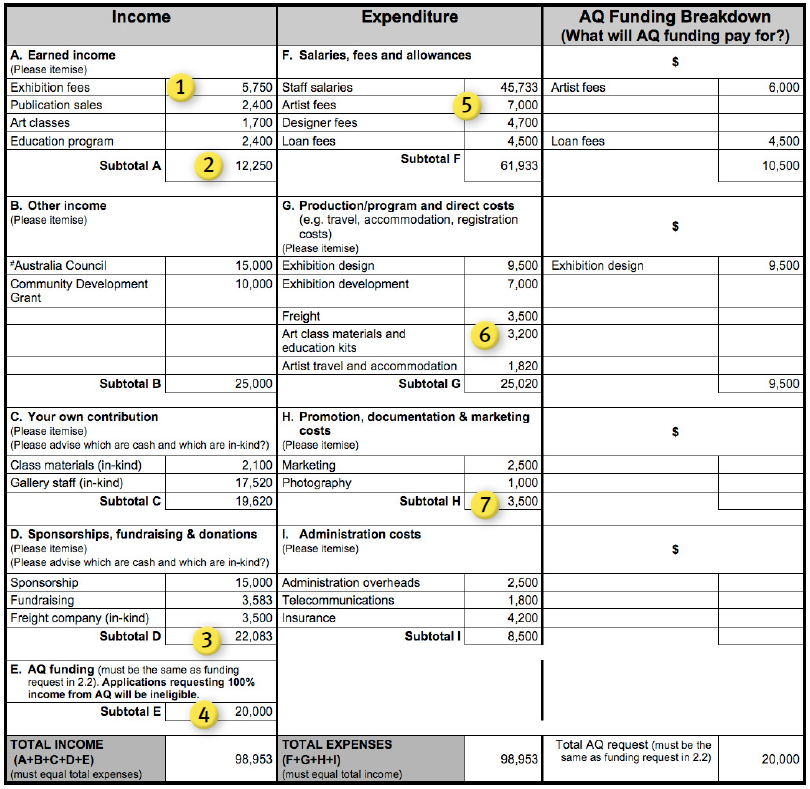 Income Expenditure AQ Funding Breakdown
(What will AQ funding pay for?)
A. Earned income F. Salaries, fees and allowances $
(Please itemise)
Exhibition fees 1 5,750 Staff salaries 45,733 Artist fees 6,000
Publication sales 2,400 Artist fees 5 7,000
Art classes 1,700 Designer fees 4,700
Education program 2,400 Loan fees 4,500 Loan fees 4,500
Subtotal A 2 12,250 Subtotal F 61,933 10,500
B. Other income G. Production/program and direct costs
(Please itemise) (e.g. travel, accommodation, registration $
costs)
(Please itemise)
#Australia Council 15,000 Exhibition design 9,500 Exhibition design 9,500
Community Development 10,000 Exhibition development 7,000
Grant
Freight 3,500
Art class materials and 6 3,200
education kits
Artist travel and accommodation 1,820
Subtotal B 25,000 Subtotal G 25,020 9,500
C. Your own contribution H. Promotion, documentation & marketing
(Please itemise) costs $
(Please advise which are cash and which are in-kind?) (Please itemise)
Class materials (in-kind) 2,100 Marketing 2,500
Gallery staff (in-kind) 17,520 Photography 1,000
Subtotal C 19,620 Subtotal H 7 3,500
D. Sponsorships, fundraising & donations I. Administration costs
(Please itemise) (Please itemise) $
(Please advise which are cash and which are in-kind?)
Sponsorship 15,000 Administration overheads 2,500
Fundraising 3,583 Telecommunications 1,800
Freight company (in-kind) 3,500 Insurance 4,200
Subtotal D 3 22,083 Subtotal I 8,500
E. AQ funding (must be the same as funding
request in 2.2). Applications requesting 100%
income from AQ will be ineligible.
Subtotal E 4 20,000
TOTAL INCOME TOTAL EXPENSES Total AQ request (must be the
(A+B+C+D+E) 98,953 (F+G+H+I) 98,953 same as funding request in 2.2) 20,000
(must equal total expenses) (must equal total income)